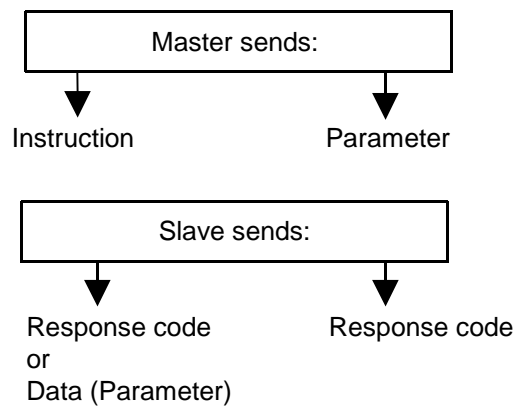 Master sends:
Instruction Parameter
Slave sends:
Response code Response code
or
Data (Parameter)